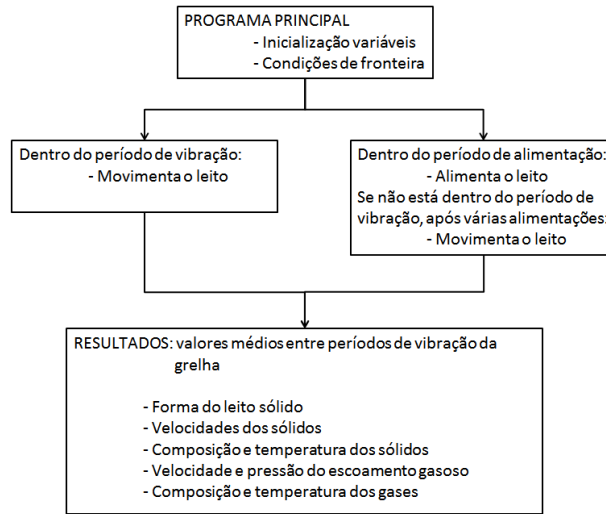 PROGRAMA PRINCIPAL
- Inicialização variáveis
- Condições de fronteira
Dentro do período de vibração:
- Movimenta o leito
Dentro do período de alimentação:
- Alimenta o leito
Se não está dentro do período de
vibração, após várias alimentações:
- Movimenta o leito
RESULTADOS: valores médios entre períodos de vibração da
grelha
- Forma do leito sólido
- Velocidades dos sólidos
- Composição e temperatura dos sólidos
- Velocidade e pressão do escoamento gasoso
- Composição e temperatura dos gases